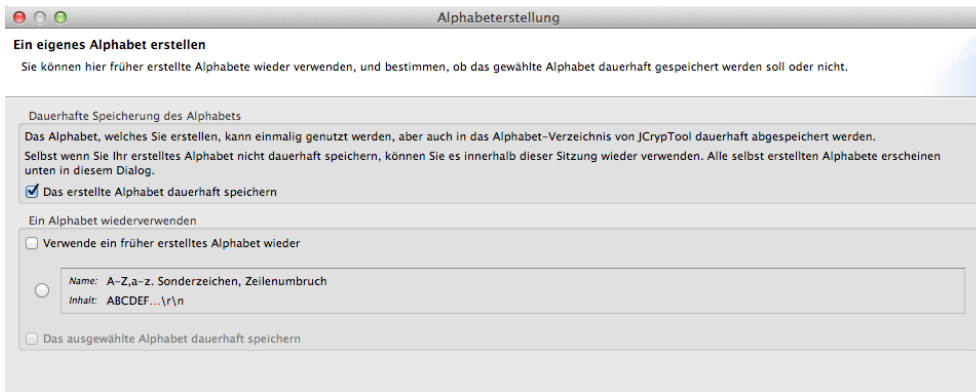 Alphabeterstellung
Ein eigenes Alphabet erstellen
Sie können hier früher erstellte Alphabete wieder verwenden, und bestimmen, ob das gewählte Alphabet dauerhaft gespeichert werden soll oder nicht.
Dauerhafte Speicherung des Alphabets
Das Alphabet, welches Sie erstellen, kann einmalig genutzt werden, aber auch in das Alphabet-Verzeichnis von JCrypTool dauerhaft abgespeichert werden.
Selbst wenn Sie Ihr erstelltes Alphabet nicht dauerhaft speichern, können Sie es innerhalb dieser Sitzung wieder verwenden. Alle selbst erstellten Alphabete erscheinen
unten in diesem Dialog.
Das erstellte Alphabet dauerhaft speichern
Ein Alphabet wiederverwenden
Verwende ein früher erstelltes Alphabet wieder
Name: A-Z,a-z. Sonderzeichen, Zeilenumbruch
Inhalt: ABCDEF...\r\n
Das ausgewählte Alphabet dauerhaft speichern